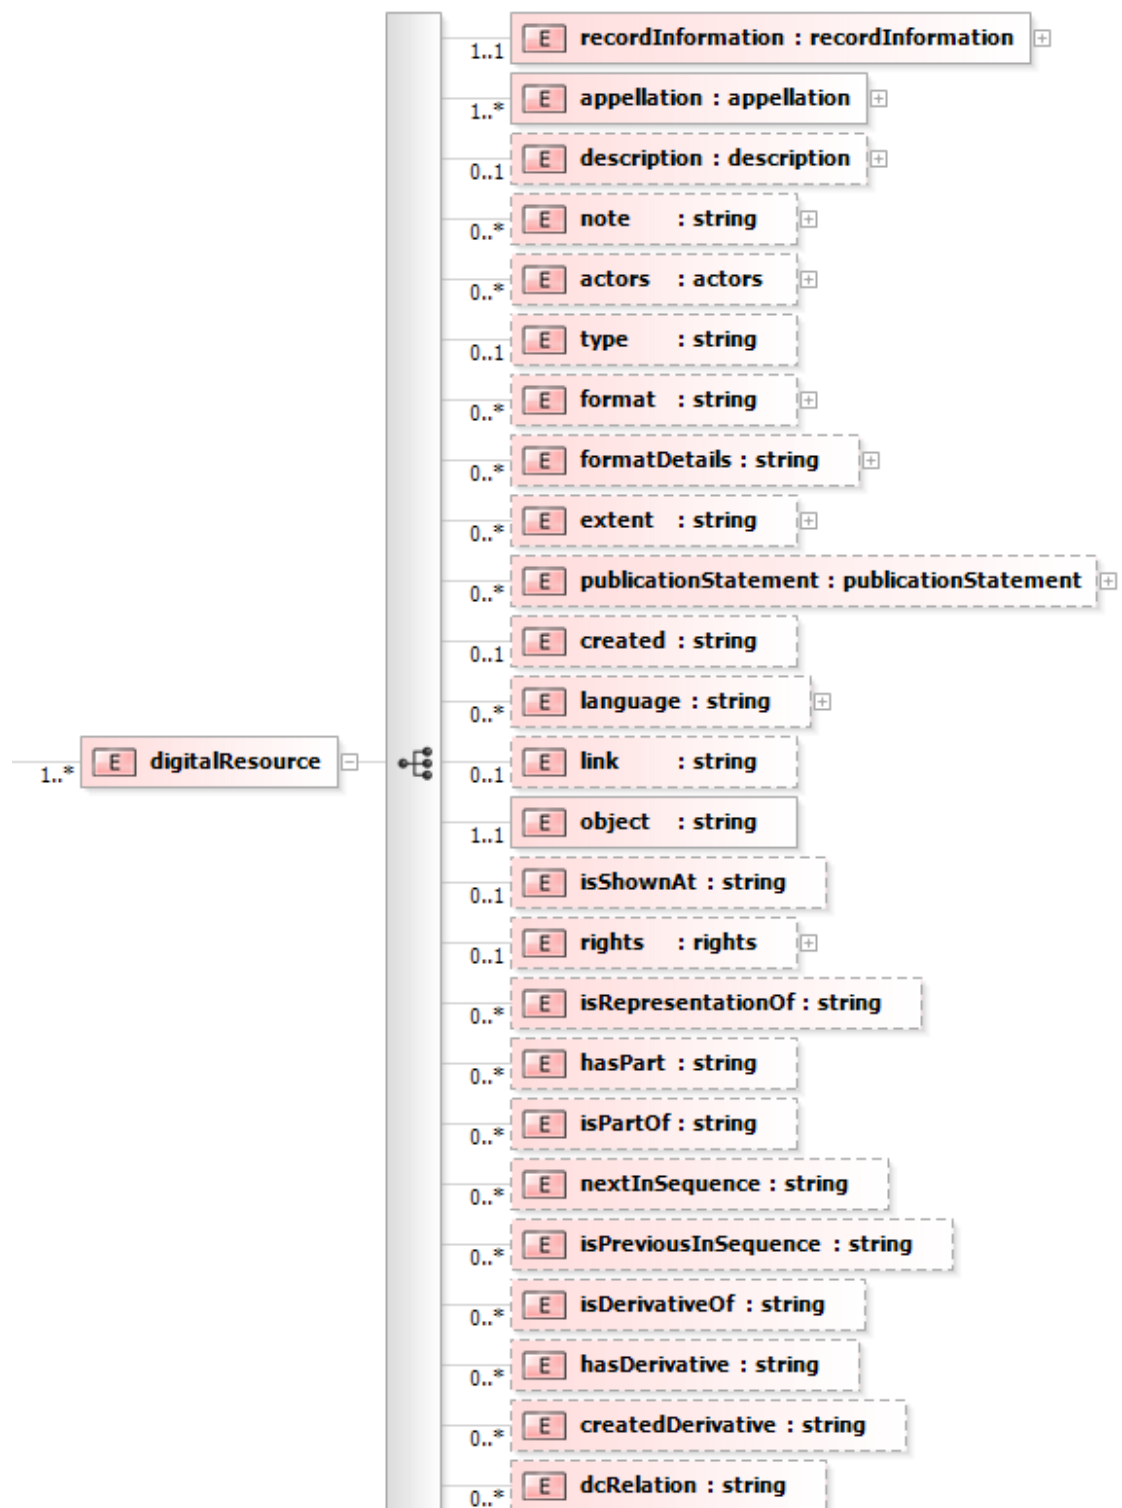 1..1 E recordInformation : recordInformation
1..* E appellation : appellation
0..1 E description : description
0..* E note : string
0..* E actors : actors
0..1 E type : string
0..* E format : string
0..* E formatDetails : string
0..* E extent : string
0..* E publicationStatement : publicationStatement
0..1 E created : string
0..* E language : string
1..* E digitalResource
0..1 E link : string
1..1 E object : string
0..1 E isShownAt : string
0..1 E rights : rights
0..* E isRepresentationOf : string
0..* E hasPart : string
0..* E isPartOf : string
0..* E nextInSequence : string
0..* E isPreviousInSequence : string
0..* E isDerivativeOf : string
0..* E hasDerivative : string
0..* E createdDerivative : string
0..* E dcRelation : string